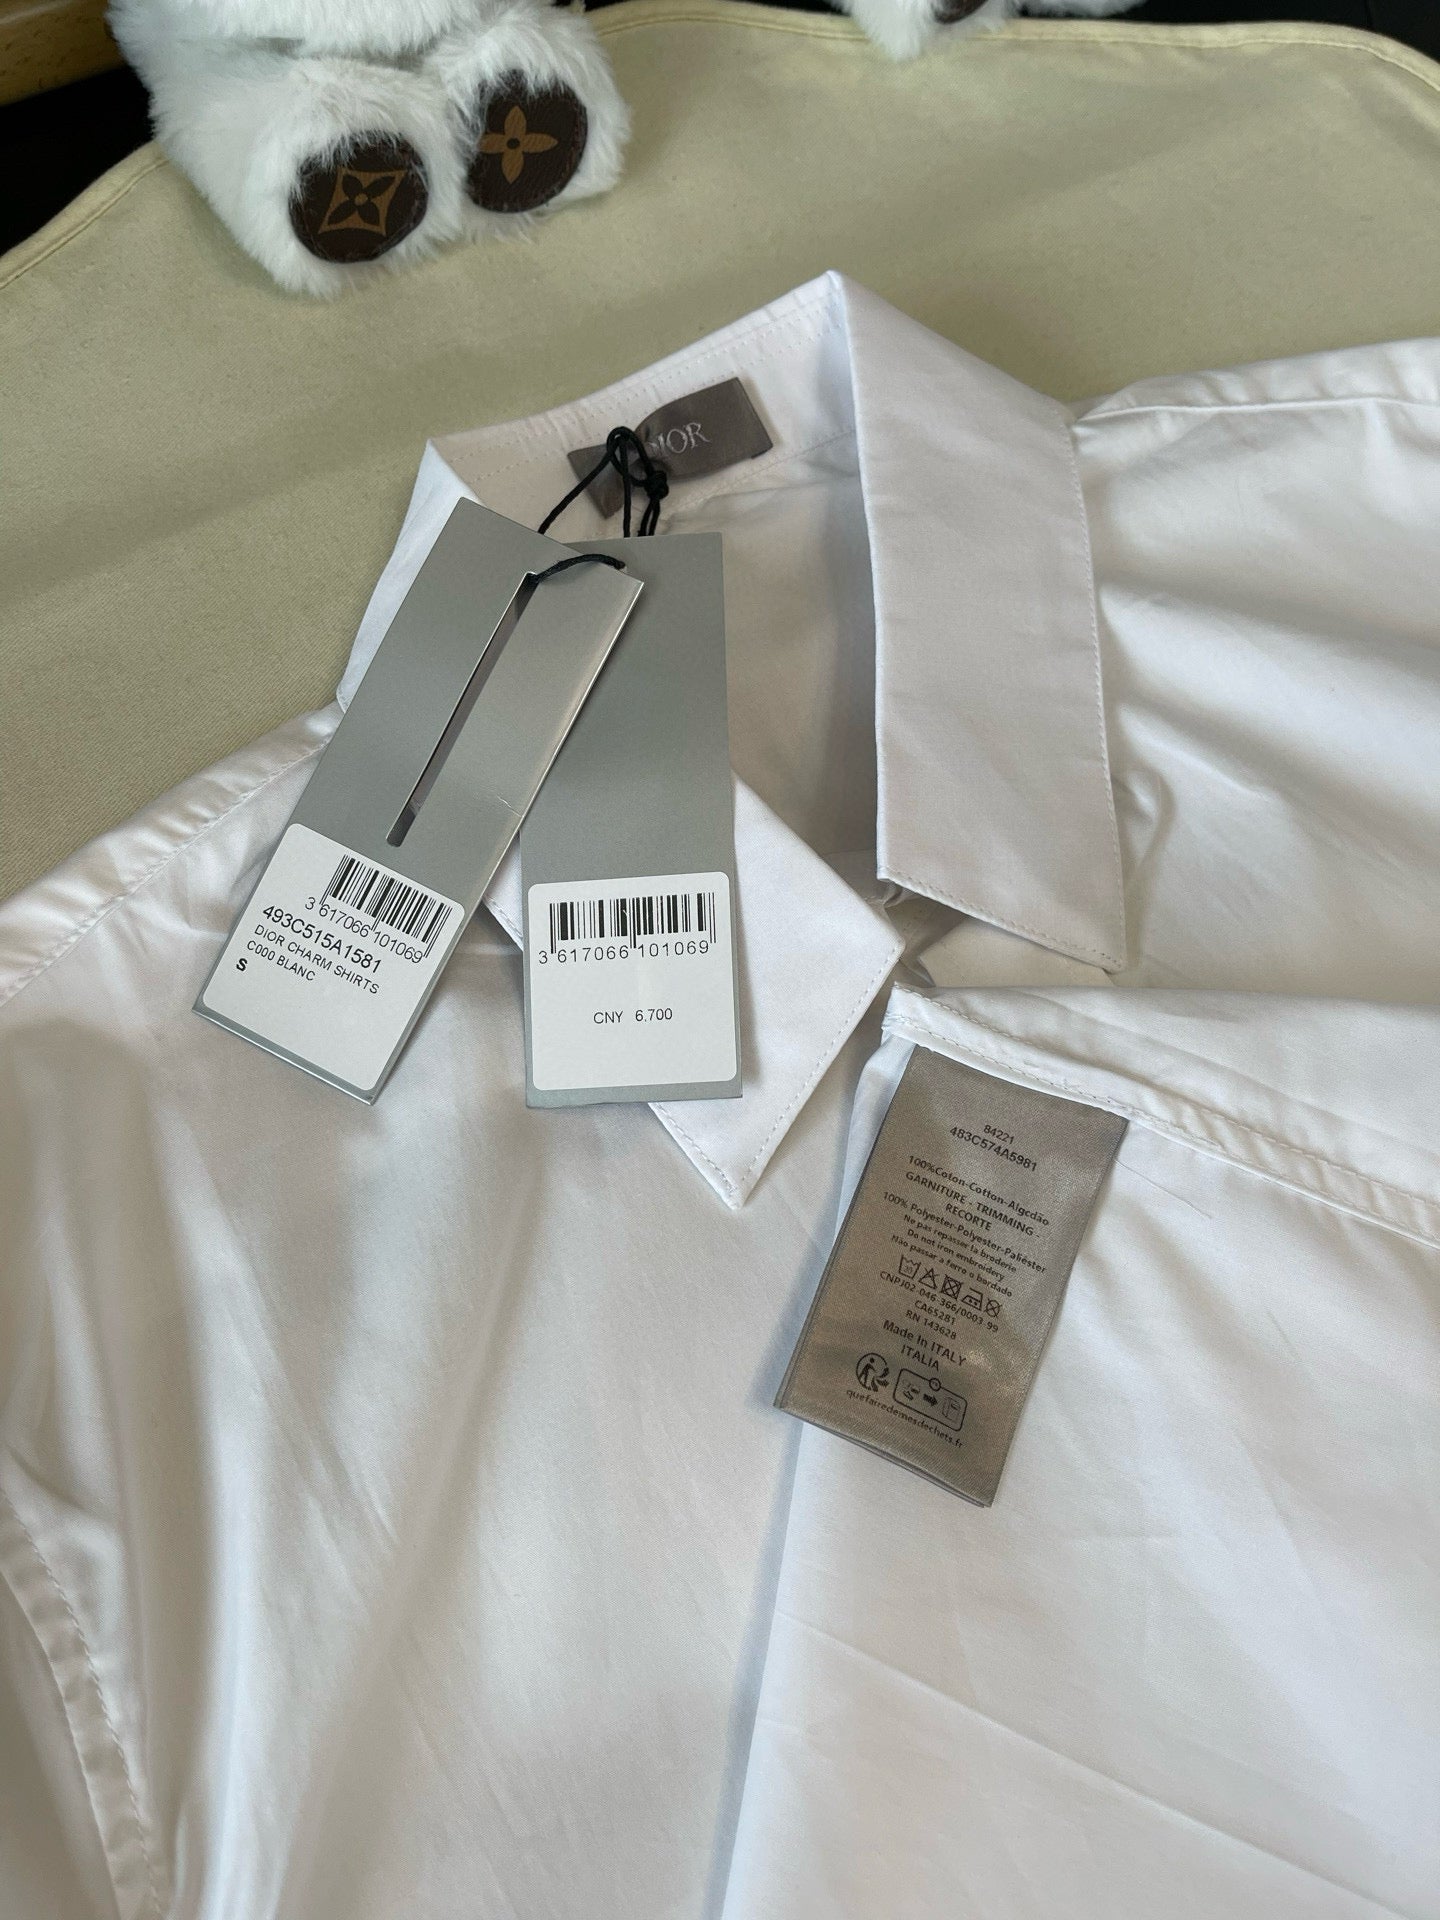 DIOR
3 617066 101069
493C515A1581
DIOR CHARM SHIRTS
C000 BLANC
S
3 617066 101069
CNY 6,700
84221
483C574A5981
100%Coton-Cotton-Algodão
GARNITURE - TRIMMING -
RECORTE
100% Polyester-Polyester-Poliéster
Ne pas repasser la broderie
Do not iron embroidery
Não passar a ferro o bordado
CNPJ02 046 366/0003 99
CA65281
RN 143628
Made In ITALY
ITALIA
quefairedemesdechets.fr